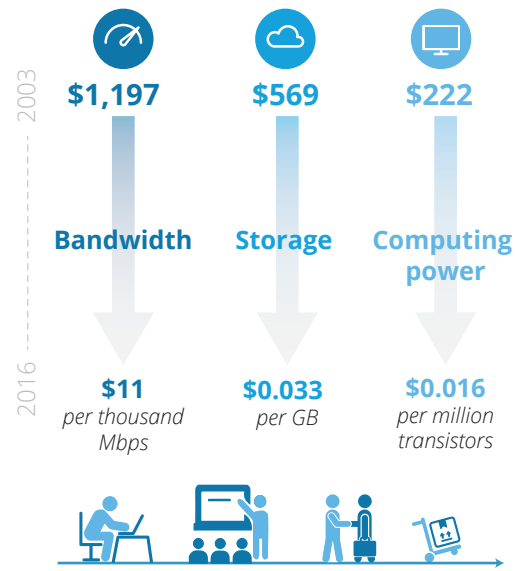 2003
$1,197
$569
$222
Bandwidth
Storage
Computing
power
2016
$11
per thousand
Mbps
$0.033
per GB
$0.016
per million
transistors